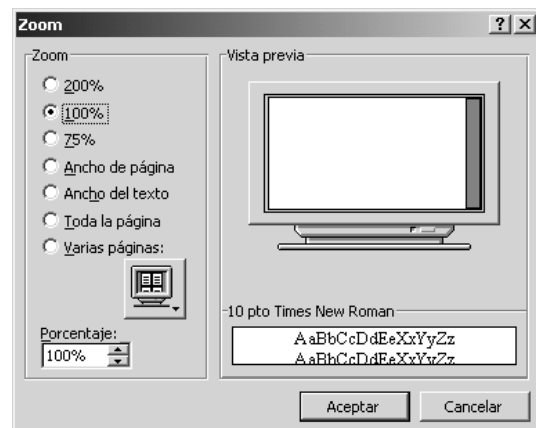 Zoom
Zoom
200%
100%
75%
Ancho de página
Ancho del texto
Toda la página
Varias páginas:
Porcentaje:
100%
Vista previa
10 pto Times New Roman
AaBbCcDdEeXxYyZz
AaBbCcDdEeXxYyZz
Aceptar
Cancelar